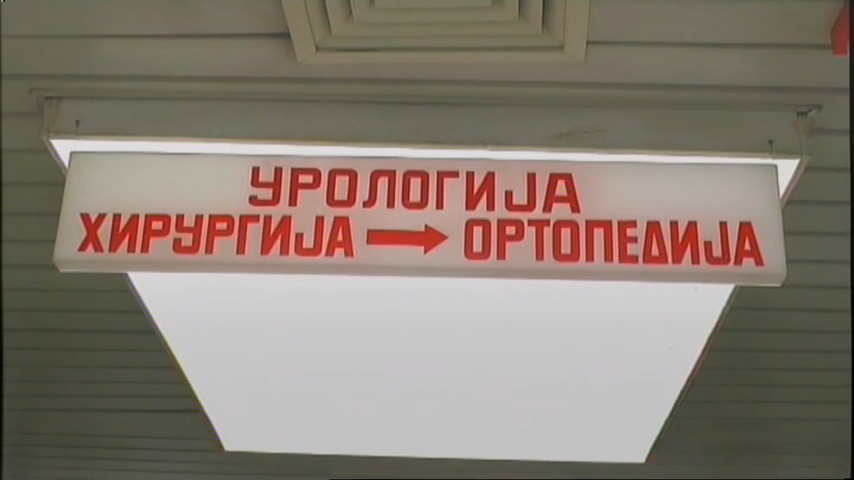 УРОЛОГИЈА
ХИРУРГИЈА → ОРТОПЕДИЈА